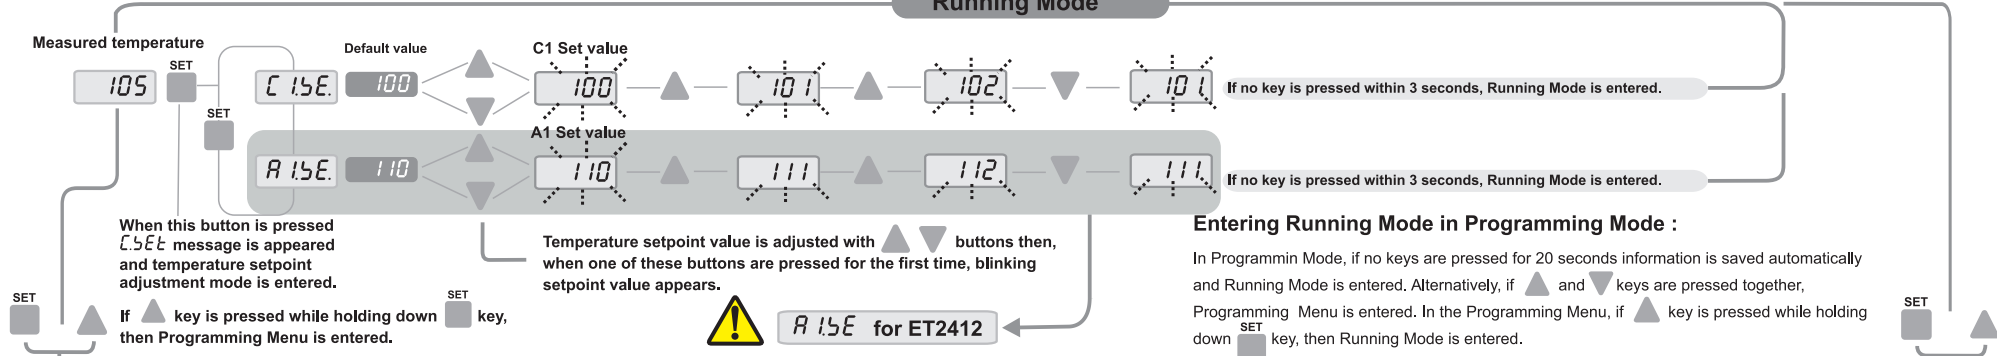 Running Mode
Measured temperature
SET
Default value
C1 Set value
105
C1.SE.
100
100
101
102
101.
If no key is pressed within 3 seconds, Running Mode is entered.
SET
A1 Set value
A1.SE.
110
110
111
112.
111.
If no key is pressed within 3 seconds, Running Mode is entered.
When this button is pressed
C.SEt message is appeared
and temperature setpoint
adjustment mode is entered.
Temperature setpoint value is adjusted with buttons then,
when one of these buttons are pressed for the first time, blinking
setpoint value appears.
A1.SE for ET2412
SET
If key is pressed while holding down SET key,
then Programming Menu is entered.
Entering Running Mode in Programming Mode :
In Programmin Mode, if no keys are pressed for 20 seconds information is saved automatically
and Running Mode is entered. Alternatively, if and keys are pressed together,
Programming Menu is entered. In the Programming Menu, if key is pressed while holding
down SET key, then Running Mode is entered.
SET